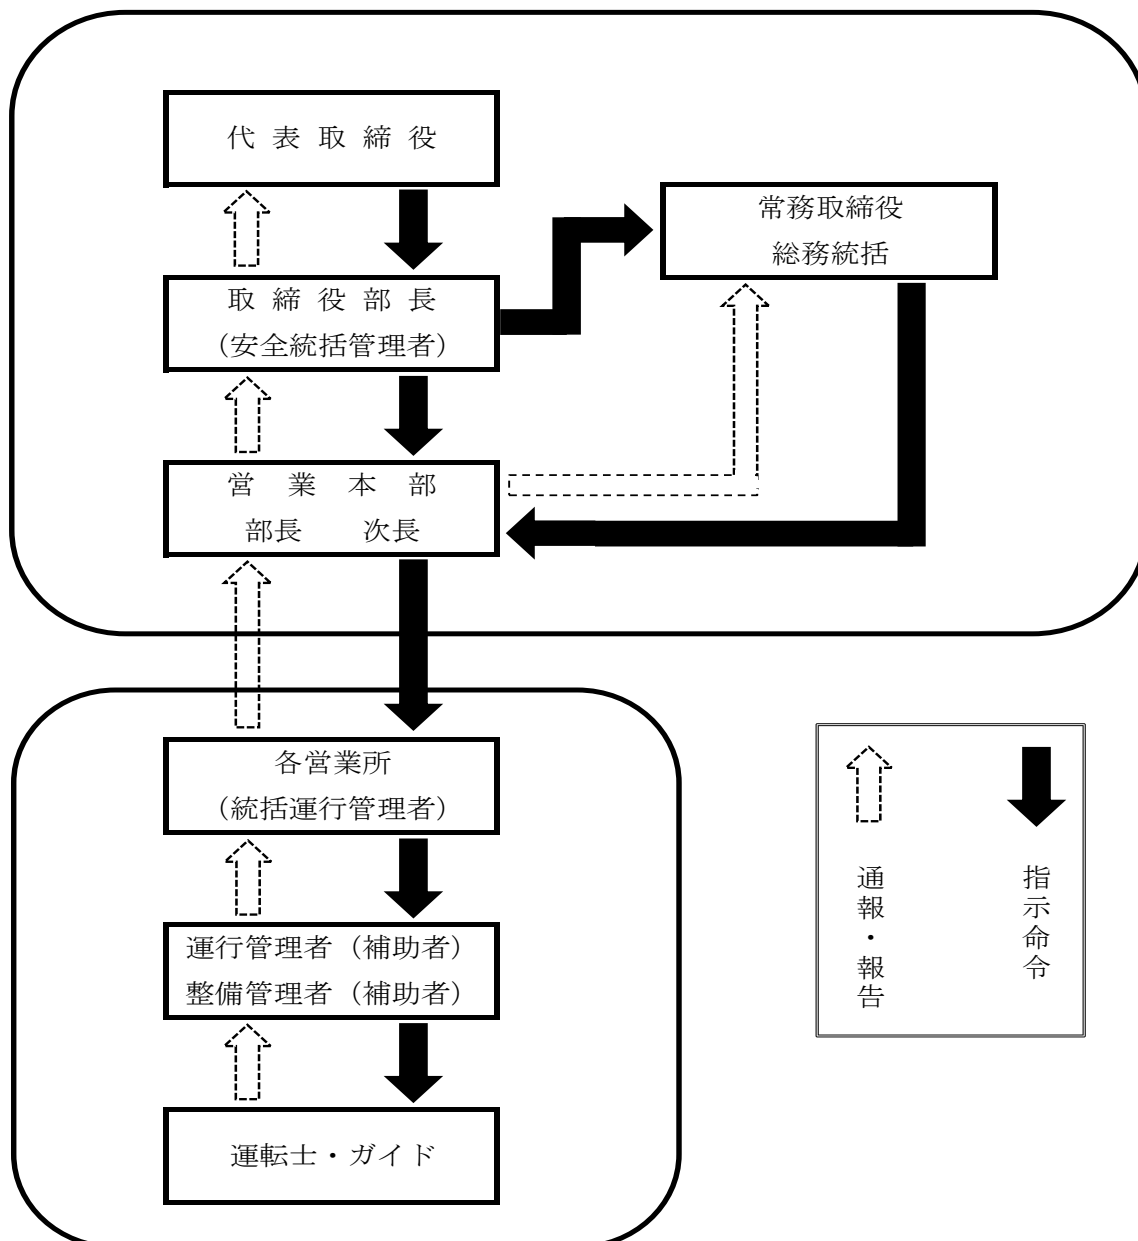 代表取締役
常務取締役
総務統括
取締役部長
（安全統括管理者）
営業本部
部長　次長
各営業所
（統括運行管理者）
運行管理者（補助者）
整備管理者（補助者）
運転士・ガイド
通報・報告
指示命令